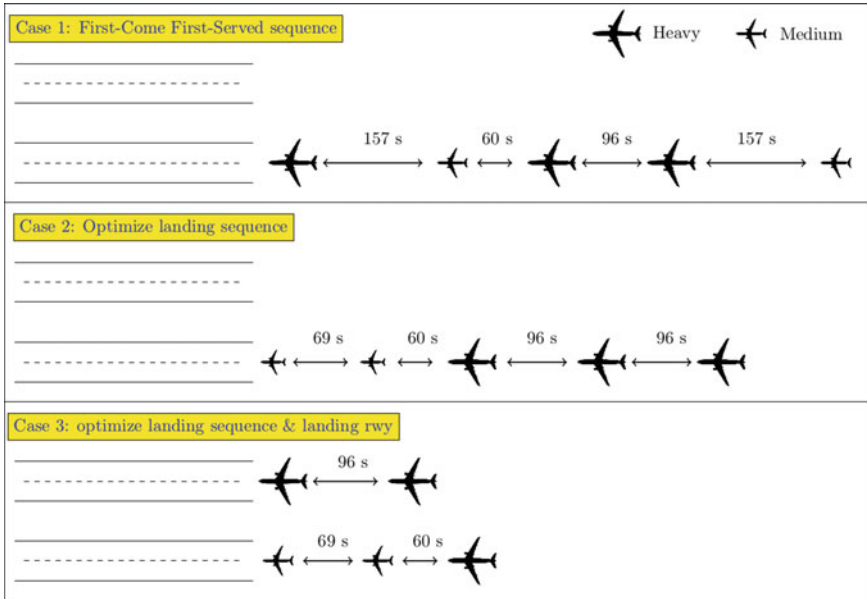 Case 1: First-Come First-Served sequence
Heavy
Medium
157 s
60 s
96 s
157 s
Case 2: Optimize landing sequence
69 s
60 s
96 s
96 s
Case 3: optimize landing sequence & landing rwy
96 s
69 s
60 s